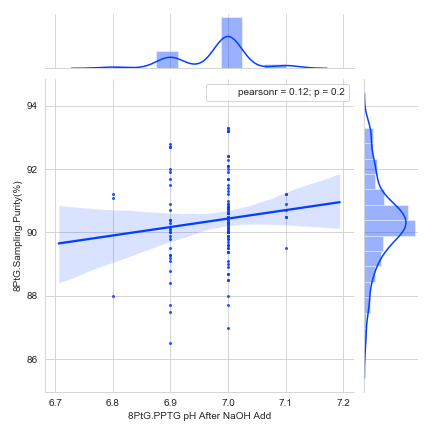 pearsonr = 0.12; p = 0.2
94
92
90
88
86
8PtG.Sampling.Purity(%)
6.7 6.8 6.9 7.0 7.1 7.2
8PtG.PPTG pH After NaOH Add